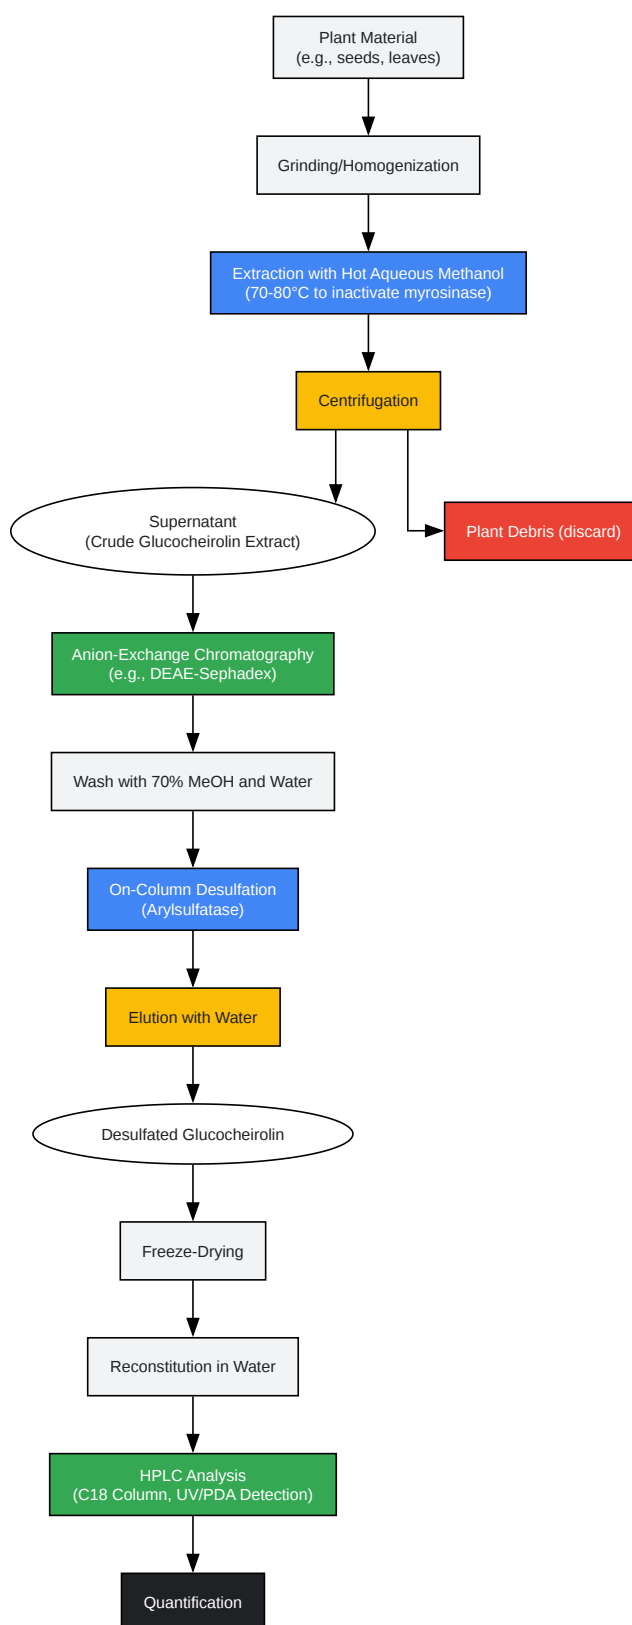 Plant Material
(e.g., seeds, leaves)
Grinding/Homogenization
Extraction with Hot Aqueous Methanol
(70-80°C to inactivate myrosinase)
Centrifugation
Supernatant
(Crude Glucocheirolin Extract)
Plant Debris (discard)
Anion-Exchange Chromatography
(e.g., DEAE-Sephadex)
Wash with 70% MeOH and Water
On-Column Desulfation
(Arylsulfatase)
Elution with Water
Desulfated Glucocheirolin
Freeze-Drying
Reconstitution in Water
HPLC Analysis
(C18 Column, UV/PDA Detection)
Quantification